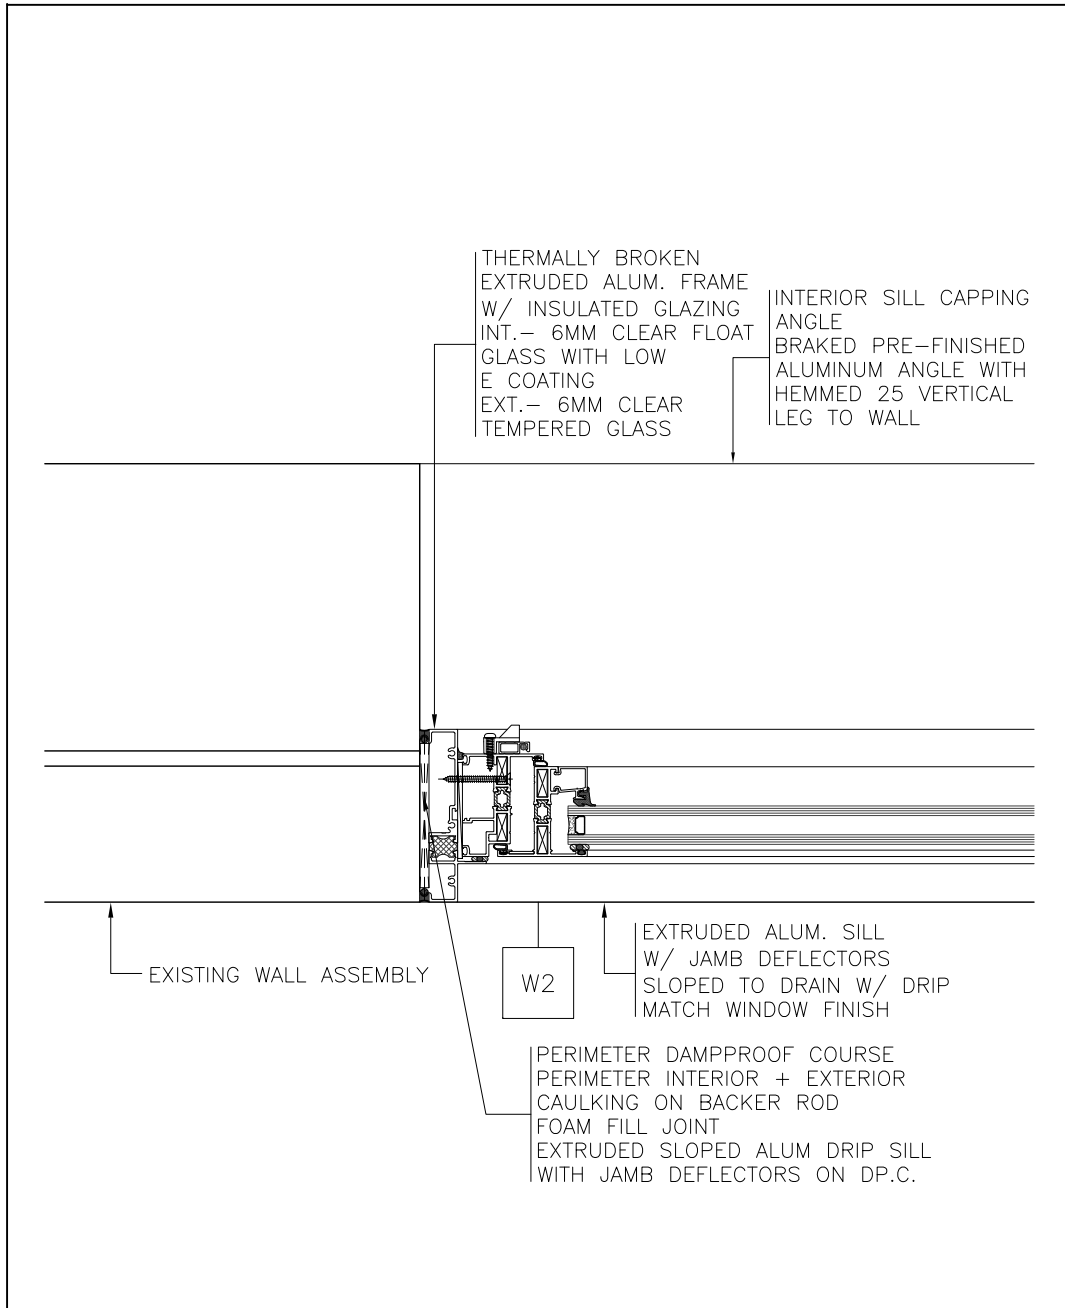 THERMALLY BROKEN
EXTRUDED ALUM. FRAME
W/ INSULATED GLAZING
INT.- 6MM CLEAR FLOAT
GLASS WITH LOW
E COATING
EXT.- 6MM CLEAR
TEMPERED GLASS
INTERIOR SILL CAPPING
ANGLE
BRAKED PRE-FINISHED
ALUMINUM ANGLE WITH
HEMMED 25 VERTICAL
LEG TO WALL
EXISTING WALL ASSEMBLY
W2
EXTRUDED ALUM. SILL
W/ JAMB DEFLECTORS
SLOPED TO DRAIN W/ DRIP
MATCH WINDOW FINISH
PERIMETER DAMPPROOF COURSE
PERIMETER INTERIOR + EXTERIOR
CAULKING ON BACKER ROD
FOAM FILL JOINT
EXTRUDED SLOPED ALUM DRIP SILL
WITH JAMB DEFLECTORS ON DP.C.